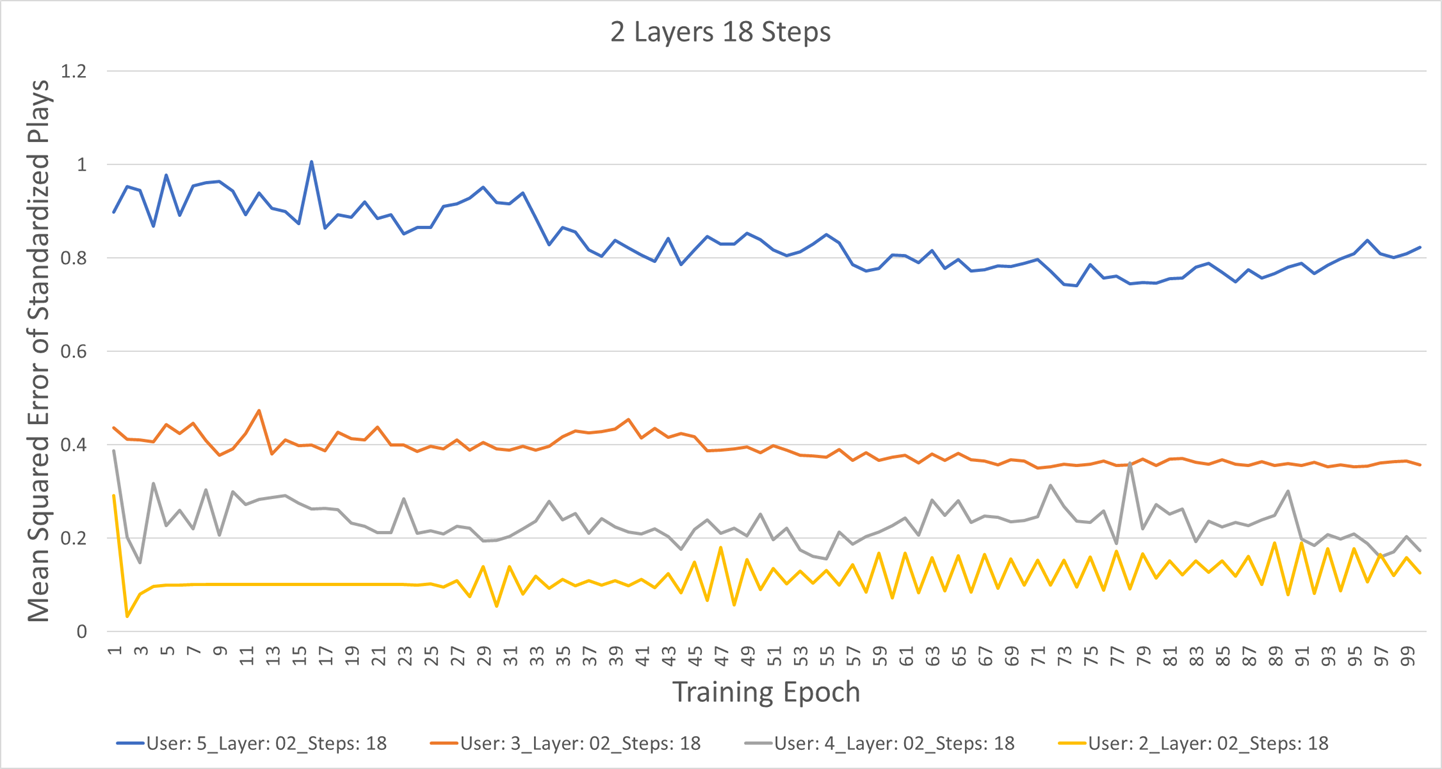 2 Layers 18 Steps
Mean Squared Error of Standardized Plays
1.2
1
0.8
0.6
0.4
0.2
0
1 3 5 7 9 11 13 15 17 19 21 23 25 27 29 31 33 35 37 39 41 43 45 47 49 51 53 55 57 59 61 63 65 67 69 71 73 75 77 79 81 83 85 87 89 91 93 95 97 99
Training Epoch
User: 5_Layer: 02_Steps: 18 User: 3_Layer: 02_Steps: 18 User: 4_Layer: 02_Steps: 18 User: 2_Layer: 02_Steps: 18